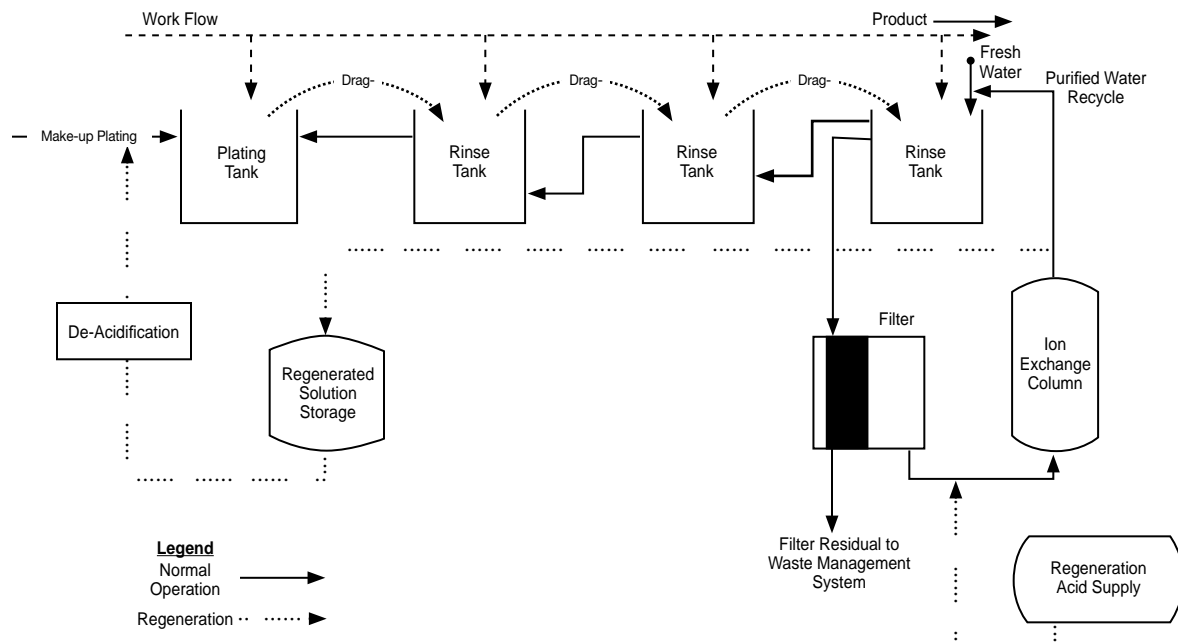 Work Flow
Product
Drag-
Drag-
Drag-
Fresh
Water
Purified Water
Recycle
Make-up Plating
Plating
Tank
Rinse
Tank
Rinse
Tank
Rinse
Tank
De-Acidification
Regenerated
Solution
Storage
Filter
Ion
Exchange
Column
Filter Residual to
Waste Management
System
Regeneration
Acid Supply
Legend
Normal
Operation
Regeneration